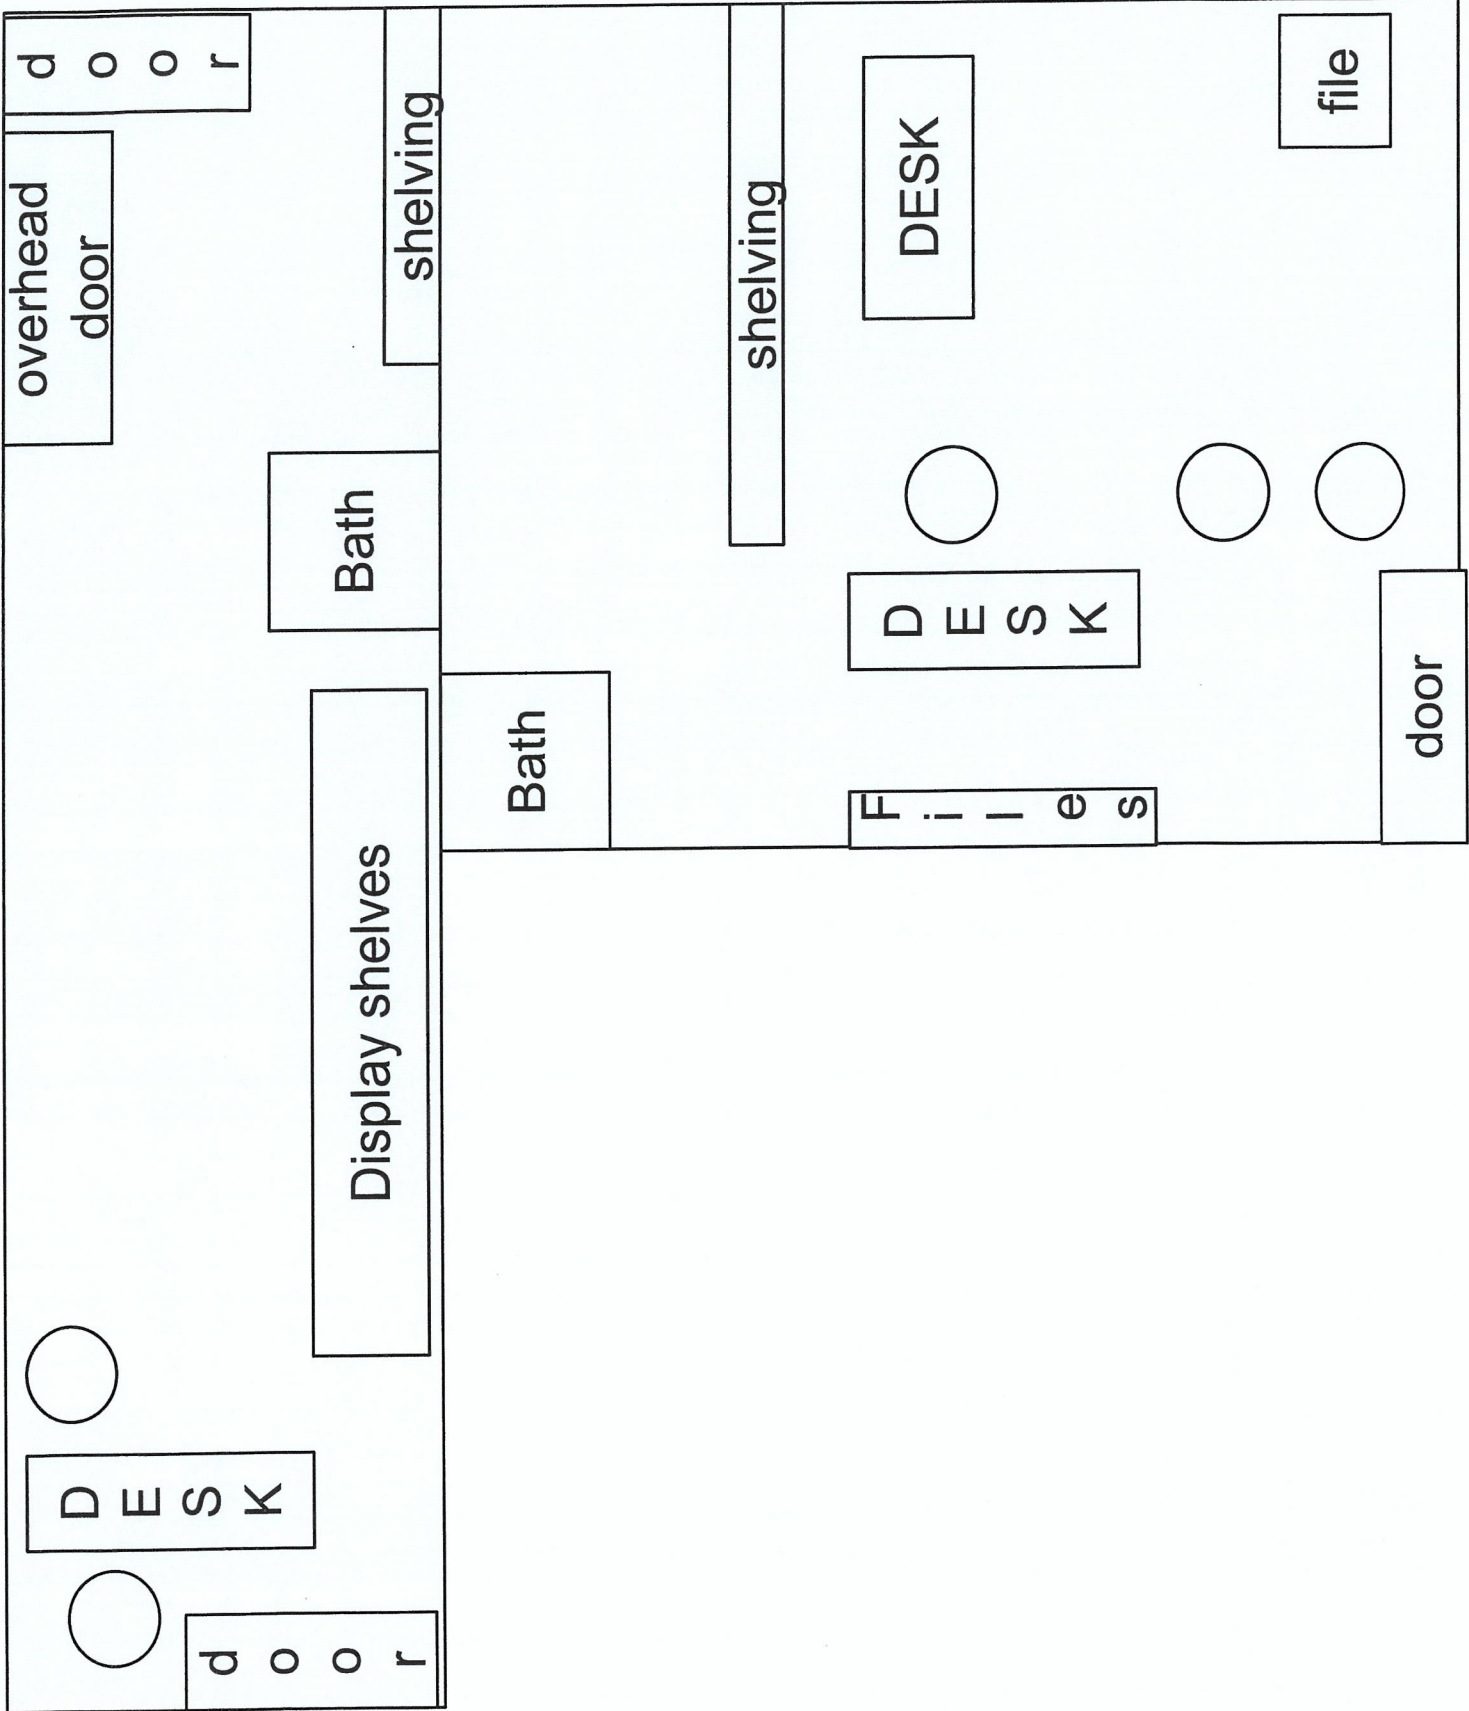 overhead
door
door
DESK
door
Display shelves
Bath
shelving
Bath
shelving
Files
DESK
DESK
door
file